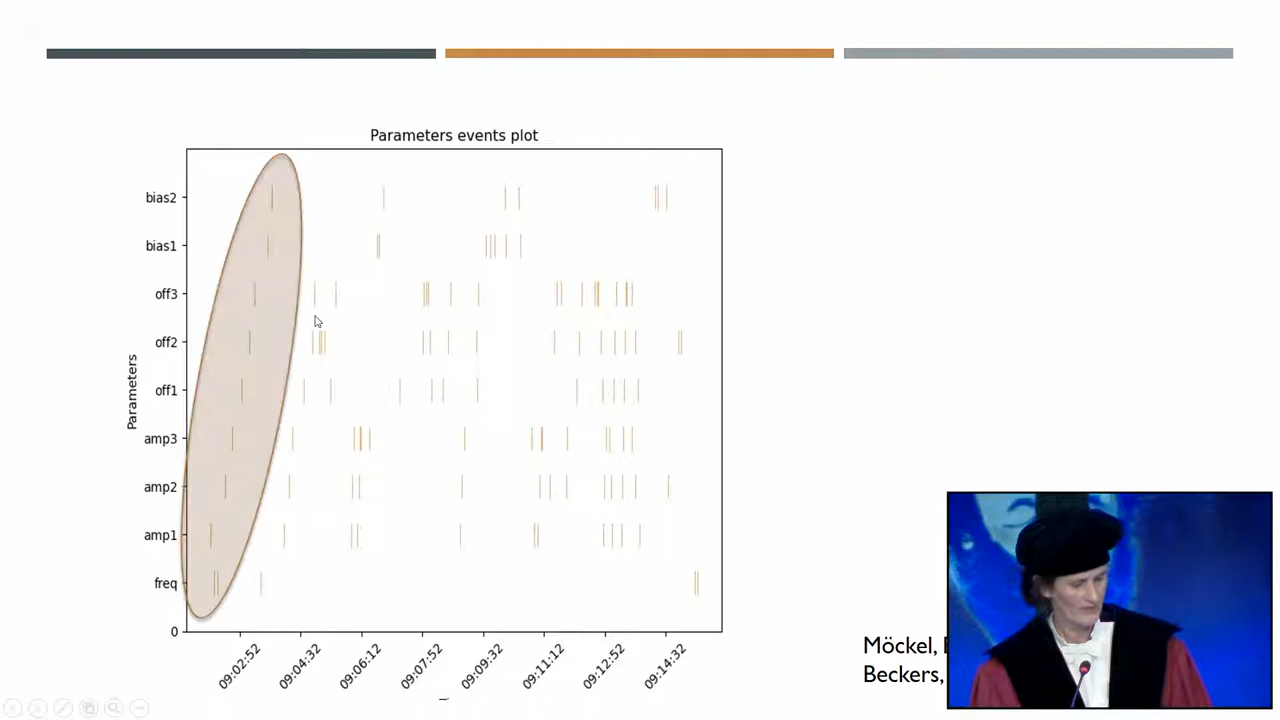 Parameters events plot
bias2
bias1
off3
off2
off1
amp3
amp2
amp1
freq
0
Parameters
09:02:52
09:04:32
09:06:12
09:07:52
09:09:32
09:11:12
09:12:52
09:14:32
Möckel,
Beckers,